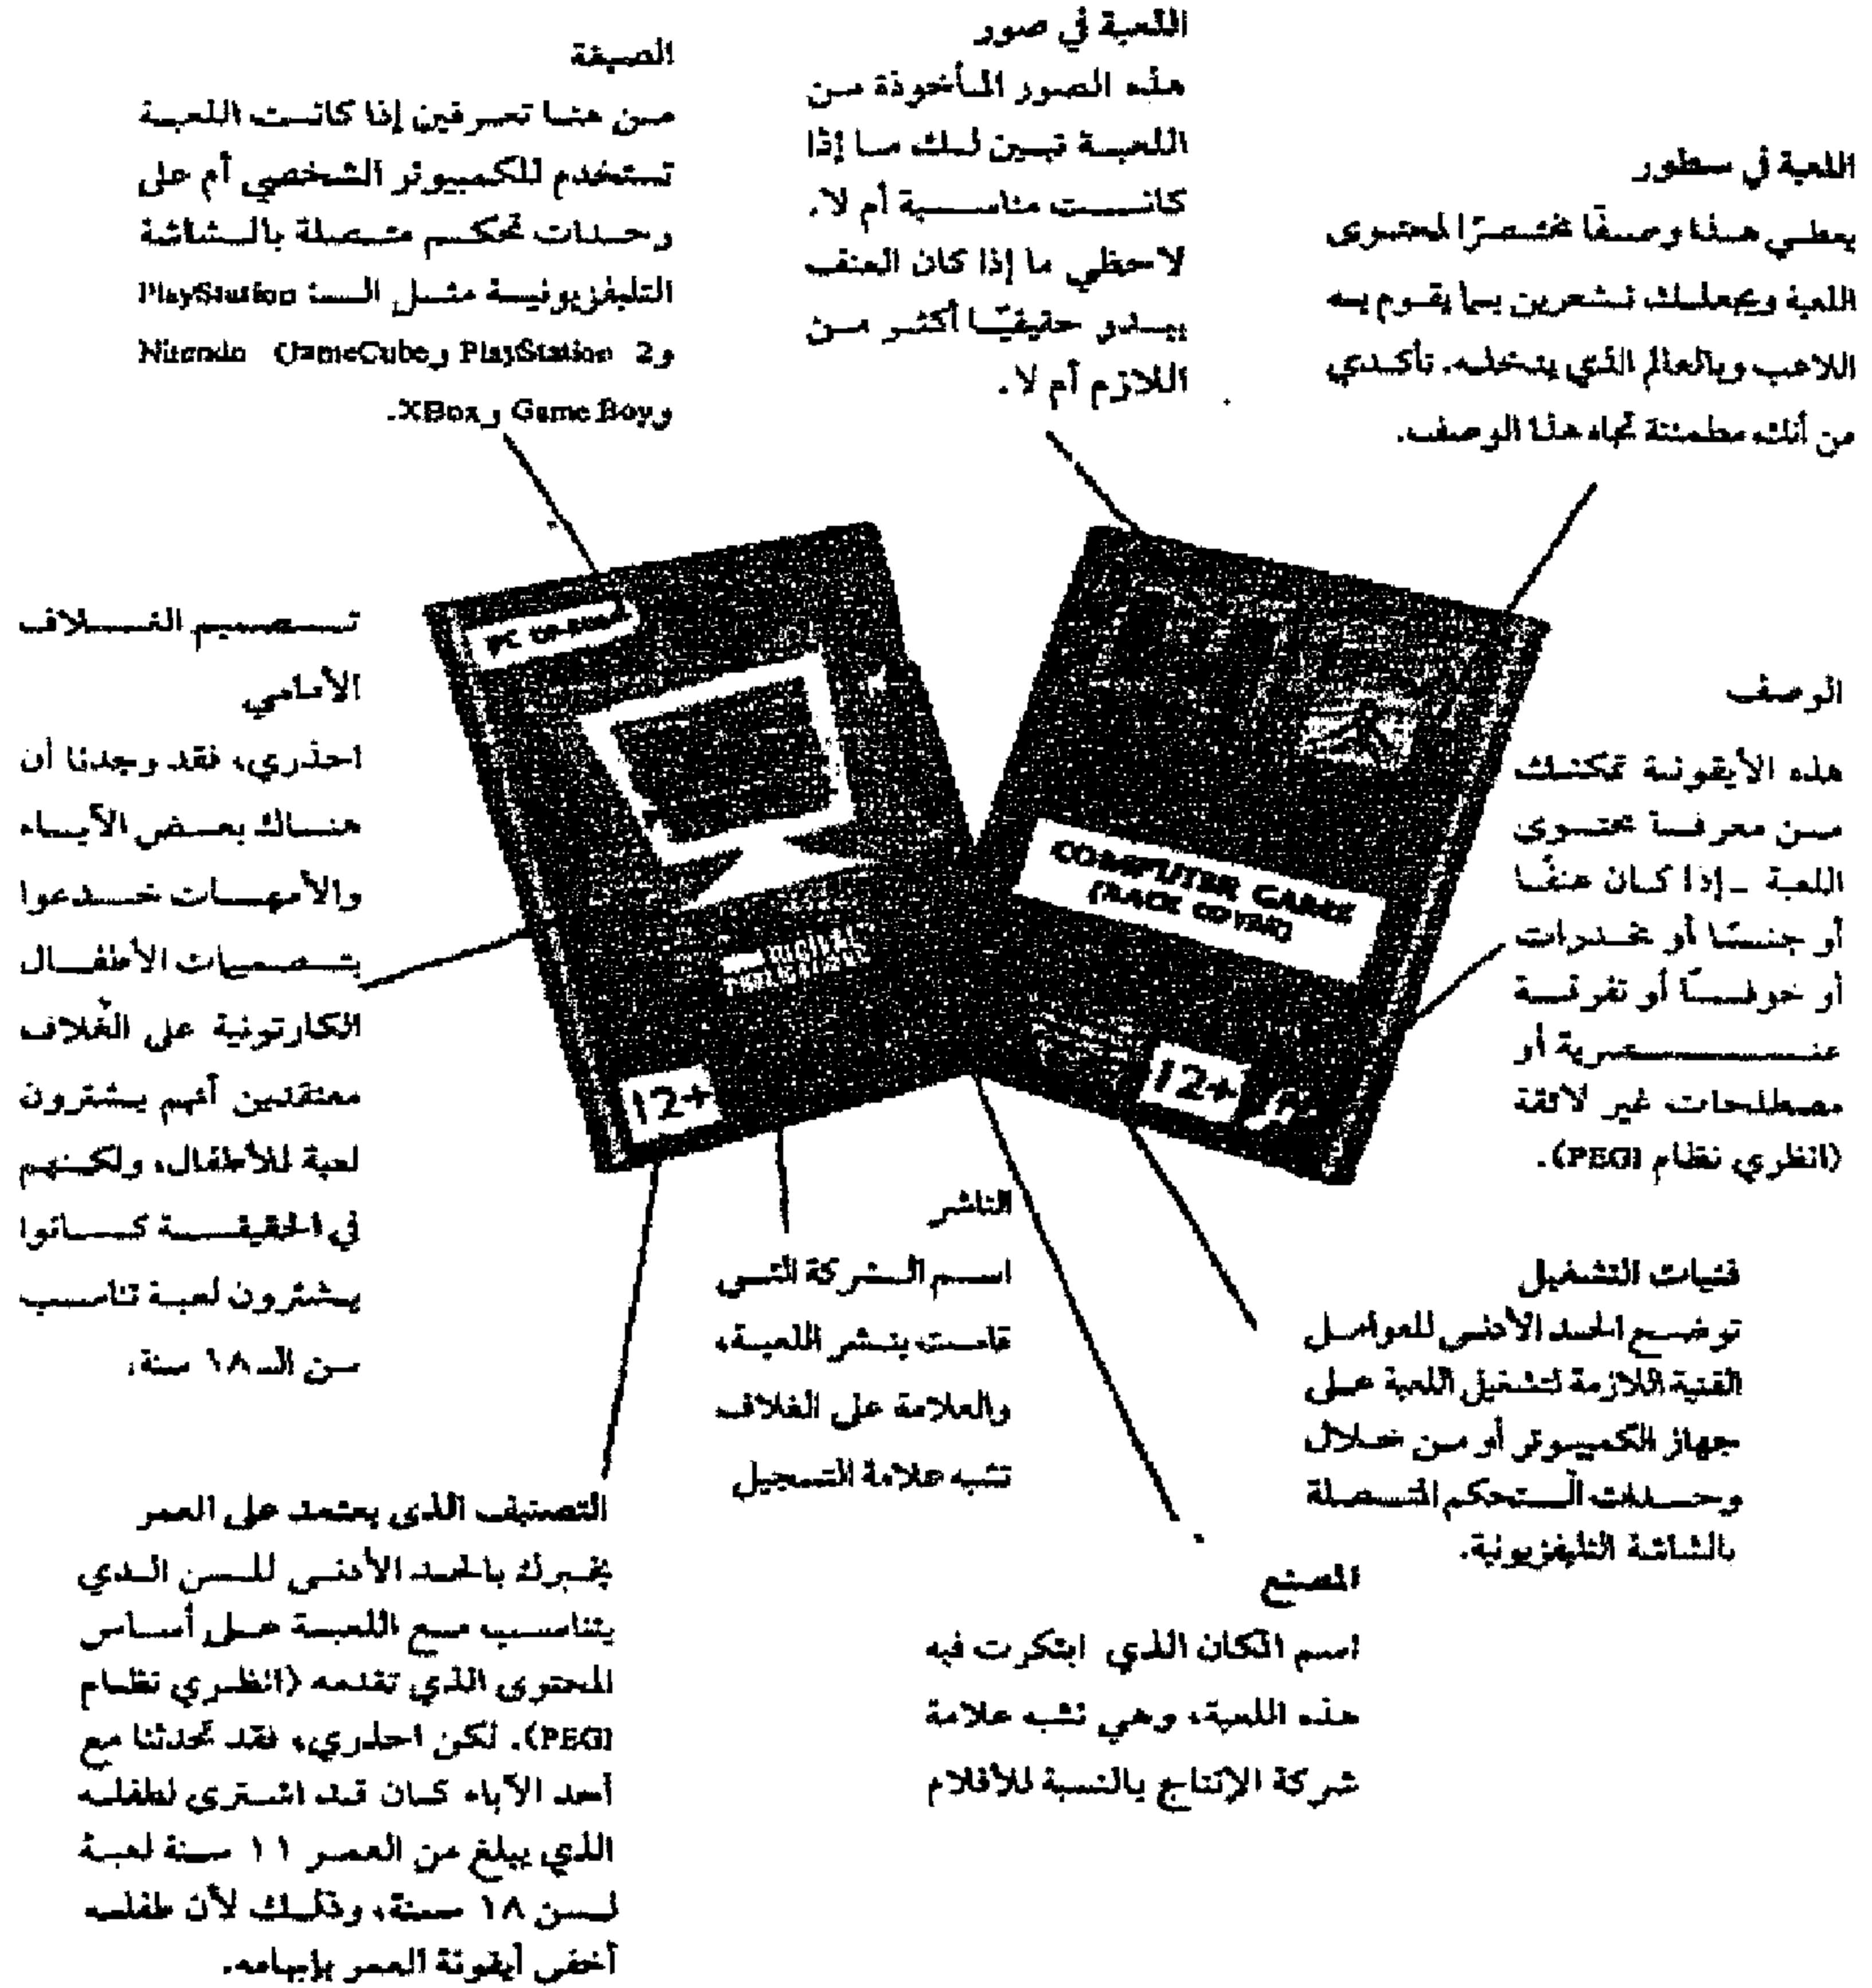 اللعبة في سطور
يعطي هذا وصفًا مختصرًا لمحتوى
اللعبة ويجعلك تشعرين بما يقوم به
اللاعب وبالعالم الذي يدخله. تأكدي
من أنك مطمئنة تجاه هذا الوصف.
اللعبة في صور
هذه الصور المأخوذة من
اللعبة تبين لك ما إذا
كانت مناسبة أم لا.
لاحظي ما إذا كان العنف
يبدو حقيقيًا أكثر من
اللازم أم لا.
الصيغة
من هنا تعرفين إذا كانت اللعبة
تستخدم للكمبيوتر الشخصي أم على
وحدات تحكم متصلة بالشاشة
التليفزيونية مثل الـ PlayStation
و2 PlayStation وNitendo GameCube
وGame Boy وXBox.
الوصف
هذه الأيقونة تمكنك
من معرفة محتوى
اللعبة - إذا كان عنفًا
أو جنسًا أو مخدرات
أو خوفًا أو تفرقة
عنصرية أو
مصطلحات غير لائقة
(انظري نظام PEGI).
تصميم الغلاف
الأمامي
احذري، فقد وجدنا أن
هناك بعض الآباء
والأمهات خدعوا
بتصميمات الأطفال
الكارتونية على الغلاف
معتقدين أنهم يشترون
لعبة للأطفال، ولكنهم
في الحقيقة كانوا
يشترون لعبة تناسب
سن الـ ١٨ سنة.
COMPUTER GAME
(BACK COVER)
12+
PC
DIGITAL
12+
فنيات التشغيل
توضيح الحد الأدنى للعوامل
الفنية اللازمة لتشغيل اللعبة على
جهاز الكمبيوتر أو من خلال
وحدات التحكم المتصلة
بالشاشة التليفزيونية.
الناشر
اسم الشركة التي
قامت بنشر اللعبة،
والعلامة على الغلاف
تشبه علامة التسجيل
المصنع
اسم المكان الذي ابتكرت فيه
هذه اللعبة، وهي تشبه علامة
شركة الإنتاج بالنسبة للأفلام
التصنيف الذى يعتمد على العمر
يخبرك بالحد الأدنى للسن الذي
يتناسب مع اللعبة على أساس
المحتوى الذي تقدمه (انظري نظام
PEGI). لكن احذري، فقد تحدثنا مع
أحد الآباء كان قد اشترى لطفله
الذي يبلغ من العمر ١١ سنة لعبة
لسن ١٨ سنة، وذلك لأن طفله
أخفى أيقونة العمر بإبهامه.